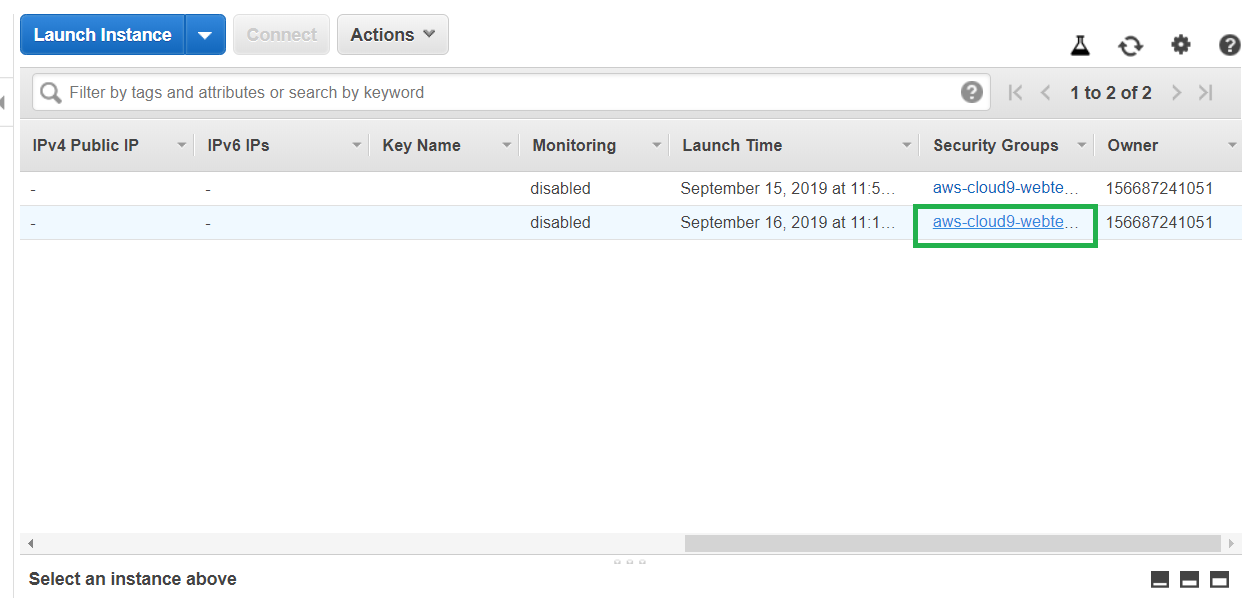 Launch Instance Connect Actions
Filter by tags and attributes or search by keyword ? 1 to 2 of 2 ?
IPv4 Public IP IPv6 IPs Key Name Monitoring Launch Time Security Groups Owner
- - disabled September 15, 2019 at 11:5... aws-cloud9-webte... 156687241051
- - disabled September 16, 2019 at 11:1... aws-cloud9-webte... 156687241051
Select an instance above